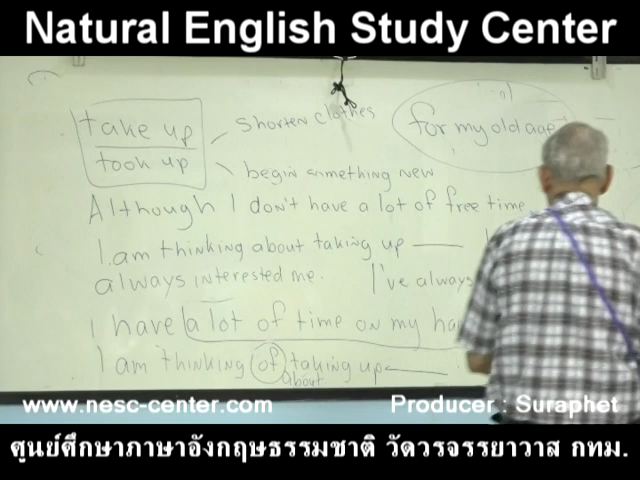 Natural English Study Center
take up
took up
shorten clothes
for my old age
begin something new
Although I don't have a lot of free time
I am thinking about taking up
always interested me. I've always
I have a lot of time on my ha
I am thinking of taking up
about
www.nesc-center.com Producer : Suraphet
ศูนย์ศึกษาภาษาอังกฤษธรรมชาติ วัดวรจรรยาวาส กทม.